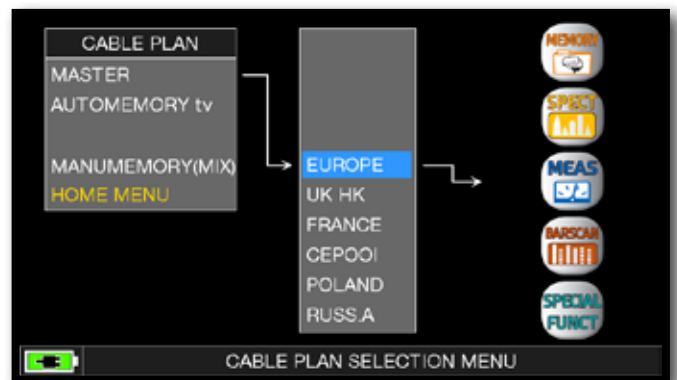 CABLE PLAN
MASTER
AUTOMEMORY tv
MANUMEMORY(MIX)
HOME MENU
EUROPE
UK HK
FRANCE
CEPOOI
POLAND
RUSS.A
MEMORY
SPECT
MEAS
BARSCAN
SPECIAL
FUNCT
CABLE PLAN SELECTION MENU